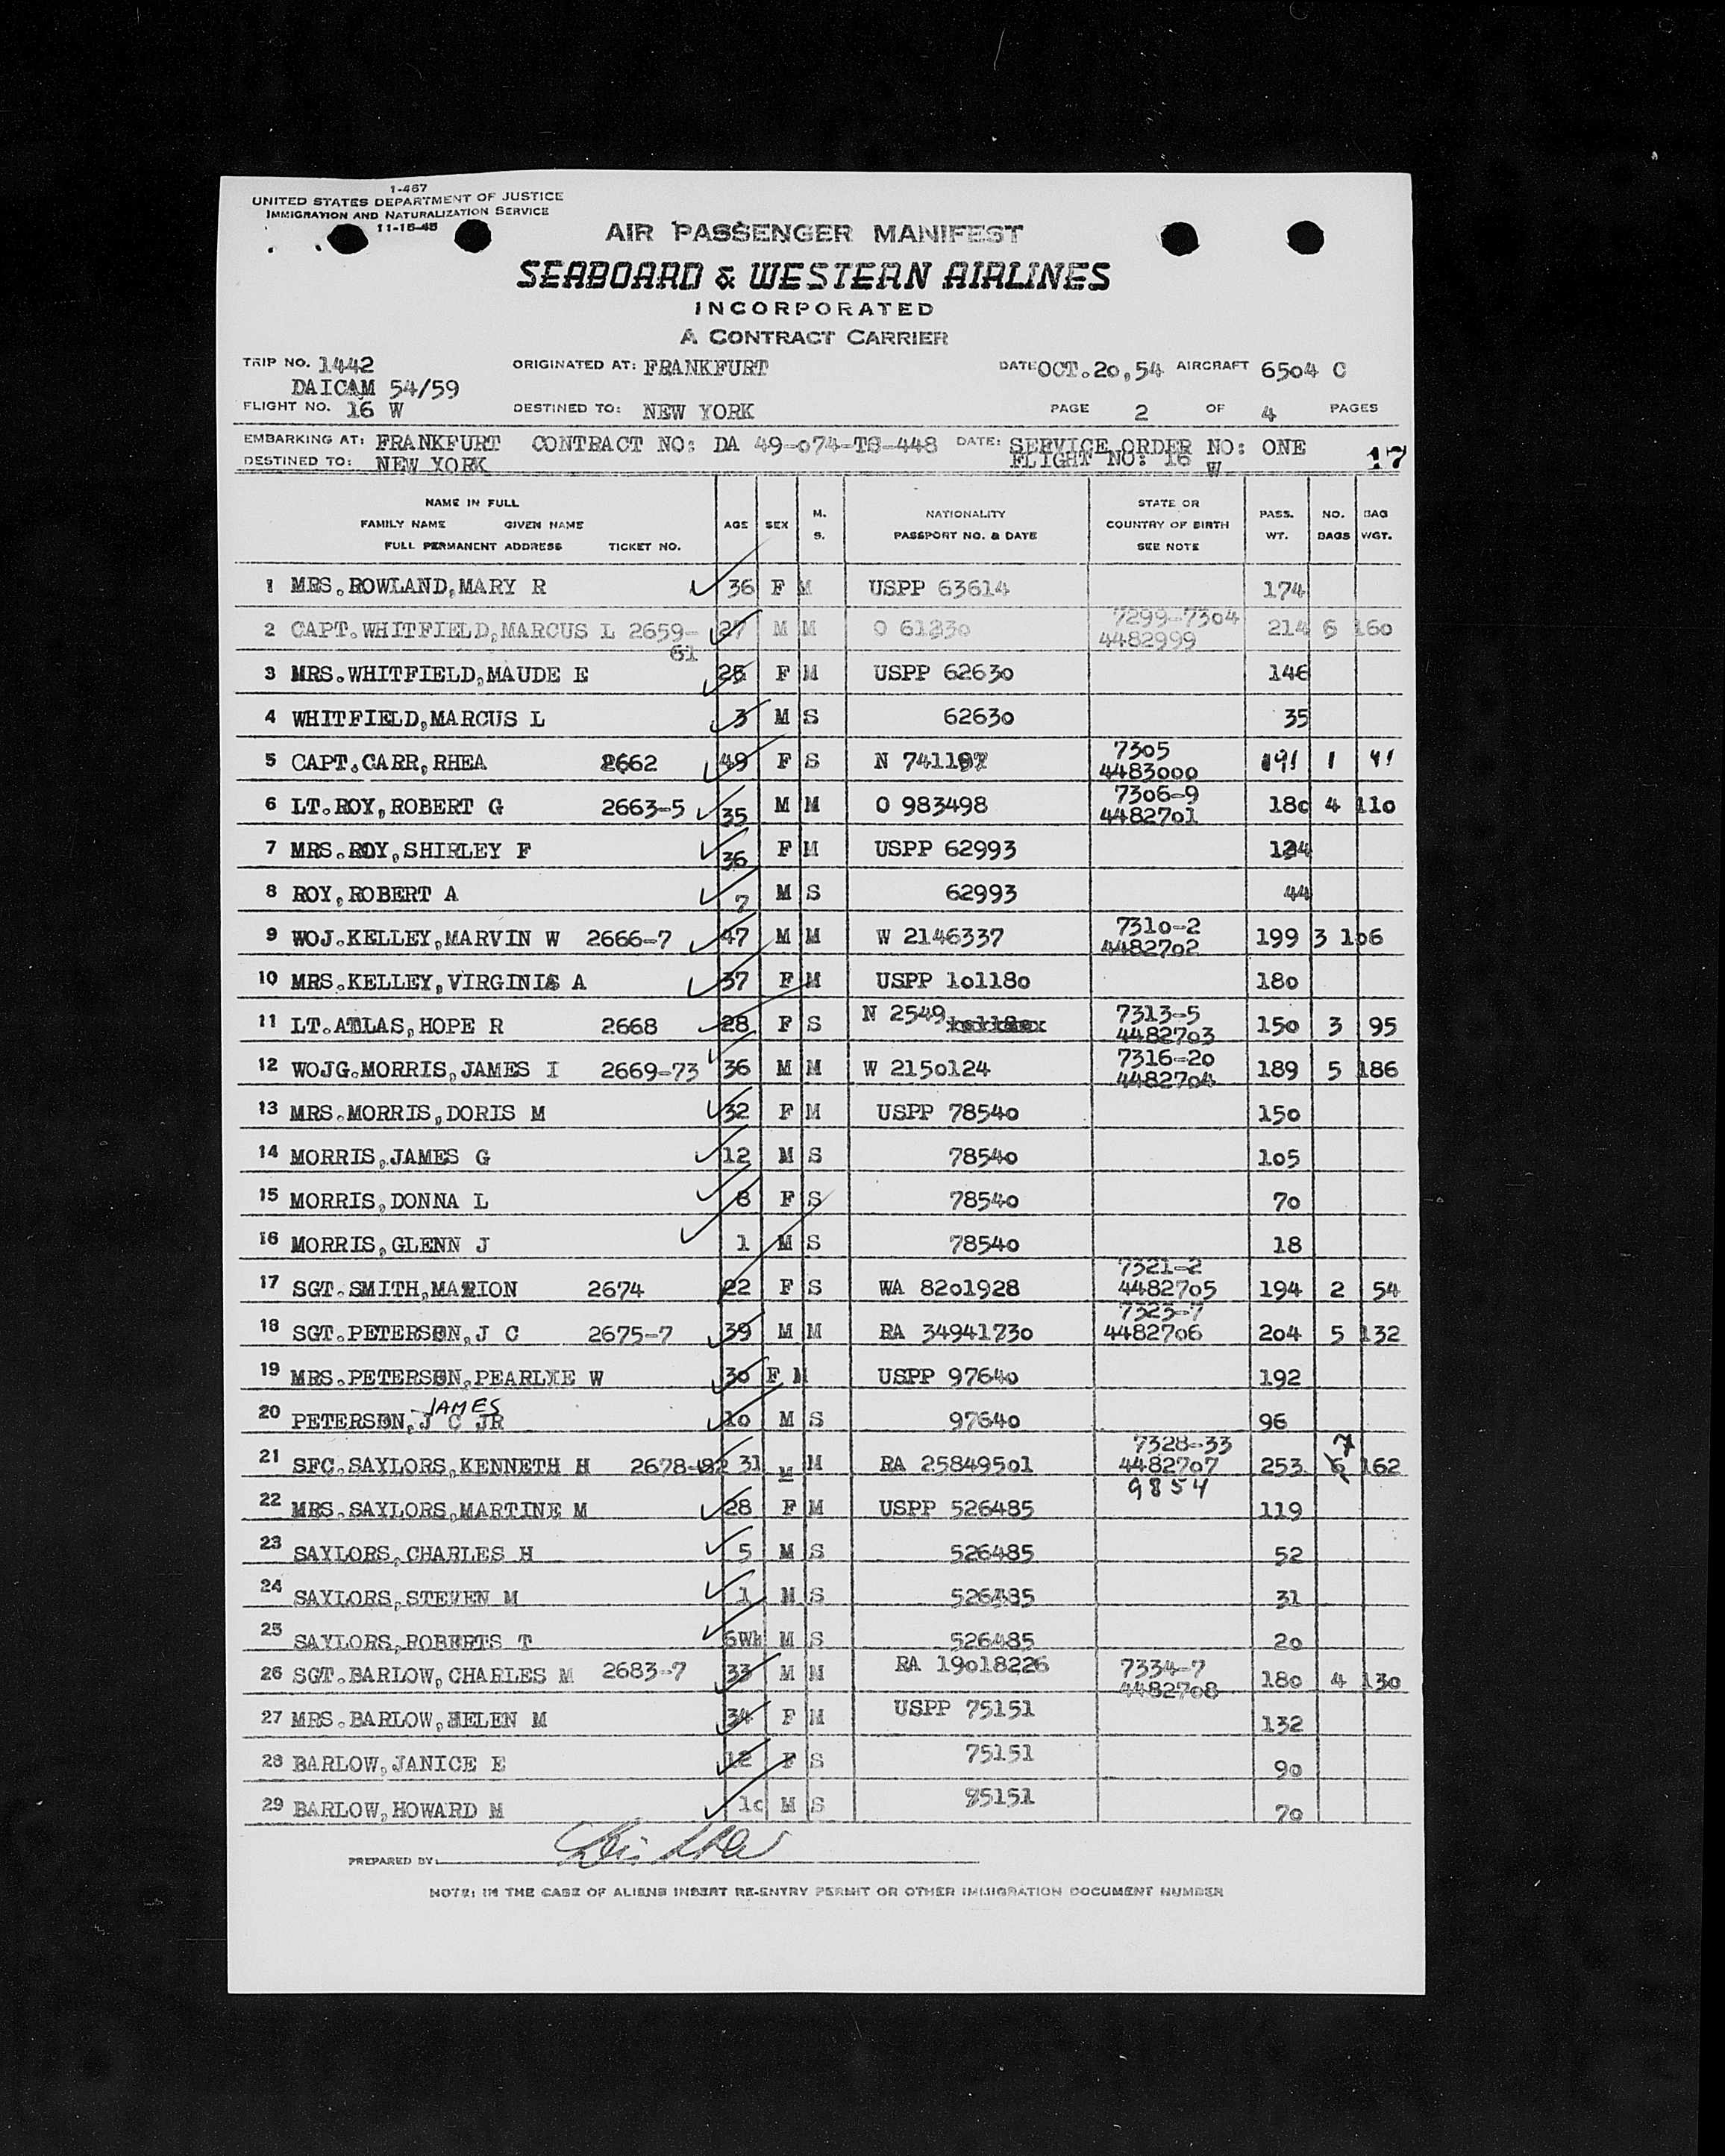 1-467
UNITED STATES DEPARTMENT OF JUSTICE
IMMIGRATION AND NATURALIZATION SERVICE
11-15-45
AIR PASSENGER MANIFEST
SEABOARD & WESTERN AIRLINES
INCORPORATED
A CONTRACT CARRIER
TRIP NO. 1442 ORIGINATED AT: FRANKFURT DATE OCT.20,54 AIRCRAFT 6504 C
DAICAM 54/59
FLIGHT NO. 16 W DESTINED TO: NEW YORK PAGE 2 OF 4 PAGES
EMBARKING AT: FRANKFURT CONTRACT NO: DA 49-074-TS-448 DATE: SERVICE ORDER NO: ONE 17
DESTINED TO: NEW YORK FLIGHT NO: 16 W
NAME IN FULL
FAMILY NAME GIVEN NAME
FULL PERMANENT ADDRESS TICKET NO. AGE SEX M. S. NATIONALITY PASSPORT NO. & DATE STATE OR COUNTRY OF BIRTH SEE NOTE PASS. WT. NO. BAGS BAG WGT.
1 MRS.ROWLAND,MARY R 36 F M USPP 63614 174
2 CAPT.WHITFIELD,MARCUS L 2659-61 27 M M O 61230 7299-7304 4482999 214 6 160
3 MRS.WHITFIELD,MAUDE E F M USPP 62630 146
4 WHITFIELD,MARCUS L 3 M S 62630 35
5 CAPT.CARR,RHEA 2662 49 F S N 7305 4483000 191 1 41
6 LT.ROY,ROBERT G 2663-5 35 M M O 983498 7306-9 4482701 180 4 110
7 MRS.ROY,SHIRLEY F 36 F M USPP 62993
8 ROY,ROBERT A 7 M S 62993 44
9 WOJ.KELLEY,MARVIN W 2666-7 47 M M W 2146337 7310-2 4482702 199 3 106
10 MRS.KELLEY,VIRGINIA A 37 F M USPP 101180 180
11 LT.ATLAS,HOPE R 2668 28 F S N 2549 7313-5 4482703 150 3 95
12 WOJG.MORRIS,JAMES I 2669-73 36 M M W 2150124 7316-20 4482704 189 5 186
13 MRS.MORRIS,DORIS M 32 F M USPP 78540 150
14 MORRIS,JAMES G 12 M S 78540 105
15 MORRIS,DONNA L F S 78540 70
16 MORRIS,GLENN J 1 M S 78540 18
17 SGT.SMITH,MARION 2674 22 F S WA 8201928 7321-2 4482705 194 2 54
18 SGT.PETERSON,J C 2675-7 39 M M RA 34941730 7323-7 4482706 204 5 132
19 MRS.PETERSON,PEARLIE W 30 F M USPP 97640 192
20 PETERSON,J C JR JAMES 10 M S 97640 96
21 SFC.SAYLORS,KENNETH H 2678-82 31 M M RA 25849501 7328-33 4482707 9854 253 6 7 162
22 MRS.SAYLORS,MARTINE M 28 F M USPP 526485 119
23 SAYLORS,CHARLES H 5 M S 526485 52
24 SAYLORS,STEVEN M 1 M S 526485 31
25 SAYLORS,ROBERTS T 6Wk M S 526485 20
26 SGT.BARLOW,CHARLES M 2683-7 33 M M RA 19018226 7334-7 4482708 180 4 130
27 MRS.BARLOW,HELEN M 34 F M USPP 75151 132
28 BARLOW,JANICE E 12 F S 75151 90
29 BARLOW,HOWARD M 10 M S 75151 70
PREPARED BY:
NOTE: IN THE CASE OF ALIENS INSERT RE-ENTRY PERMIT OR OTHER IMMIGRATION DOCUMENT NUMBER